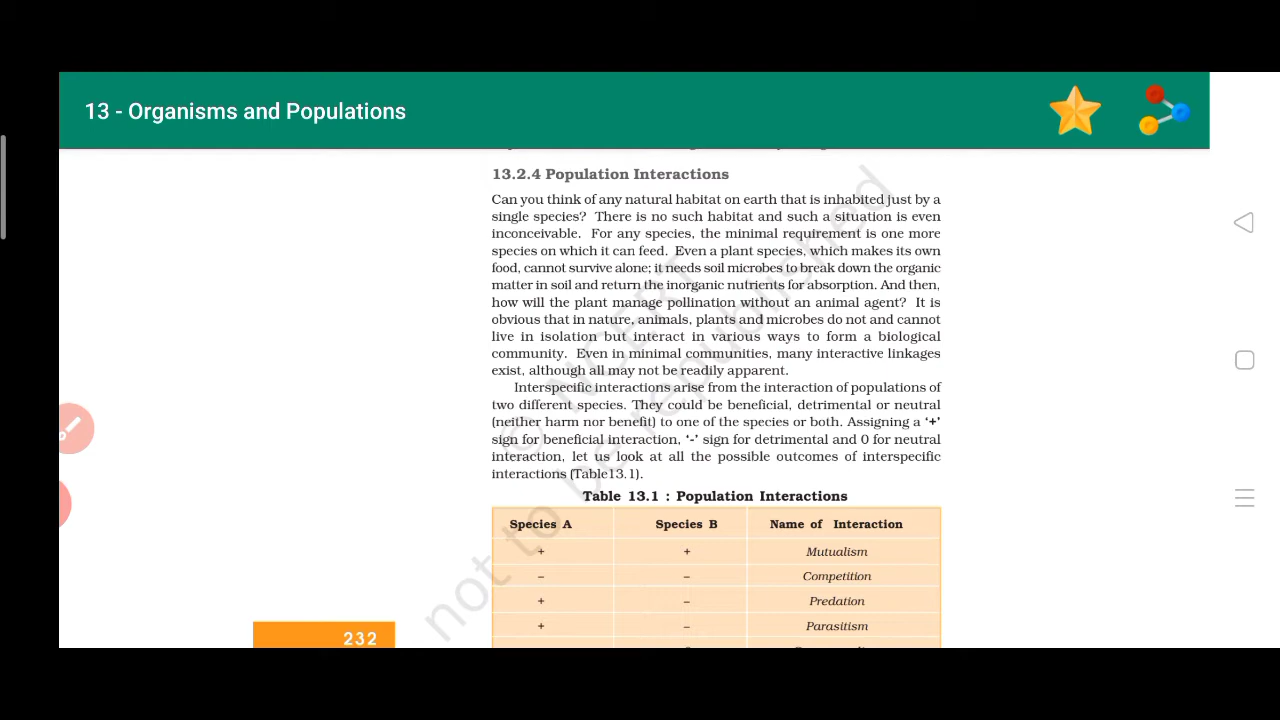 13 - Organisms and Populations
13.2.4 Population Interactions
Can you think of any natural habitat on earth that is inhabited just by a
single species? There is no such habitat and such a situation is even
inconceivable. For any species, the minimal requirement is one more
species on which it can feed. Even a plant species, which makes its own
food, cannot survive alone; it needs soil microbes to break down the organic
matter in soil and return the inorganic nutrients for absorption. And then,
how will the plant manage pollination without an animal agent? It is
obvious that in nature, animals, plants and microbes do not and cannot
live in isolation but interact in various ways to form a biological
community. Even in minimal communities, many interactive linkages
exist, although all may not be readily apparent.
Interspecific interactions arise from the interaction of populations of
two different species. They could be beneficial, detrimental or neutral
(neither harm nor benefit) to one of the species or both. Assigning a ‘+’
sign for beneficial interaction, ‘-’ sign for detrimental and 0 for neutral
interaction, let us look at all the possible outcomes of interspecific
interactions (Table13.1).
Table 13.1 : Population Interactions
Species A Species B Name of Interaction
+ + Mutualism
– – Competition
+ – Predation
+ – Parasitism
232
© NCERT
not to be republished